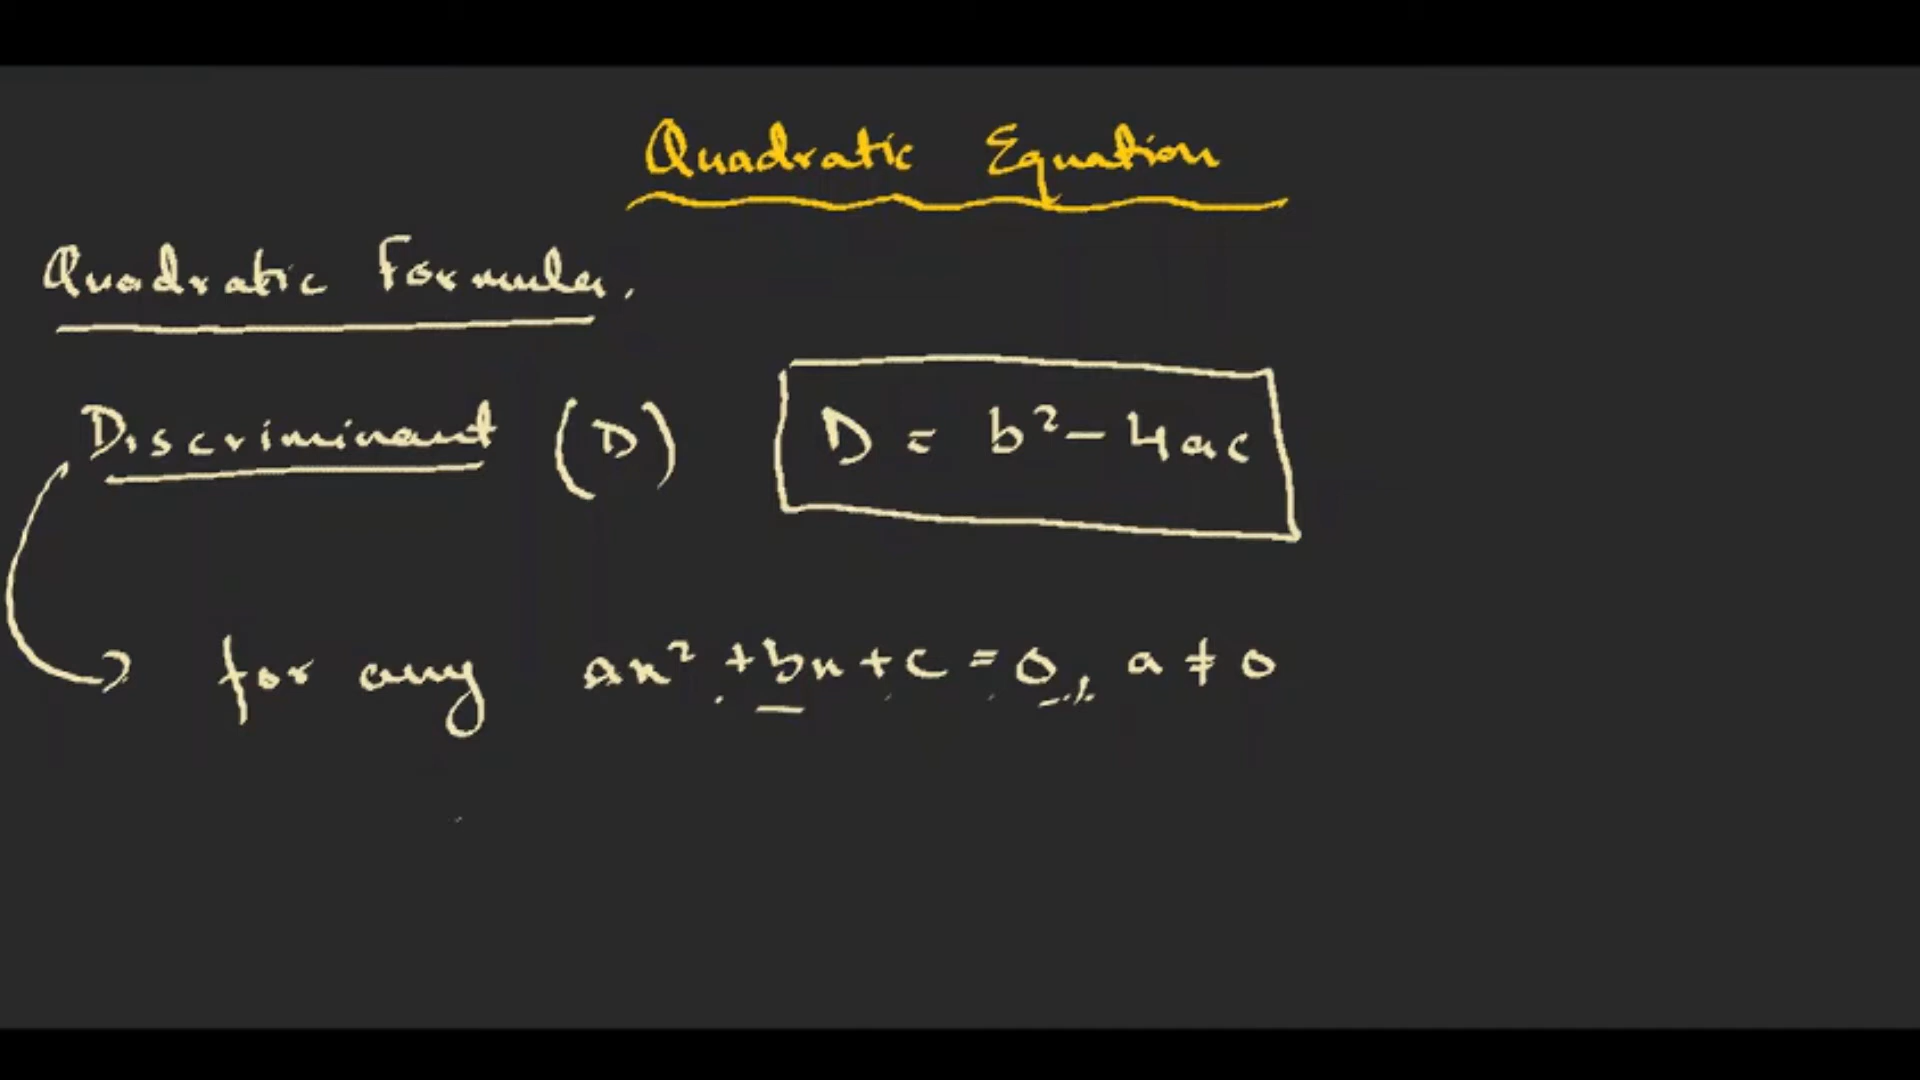 Quadratic Equation
Quadratic Formula.
Discriminant (D) D = b² - 4ac
for any ax² + bx + c = 0, a ≠ 0